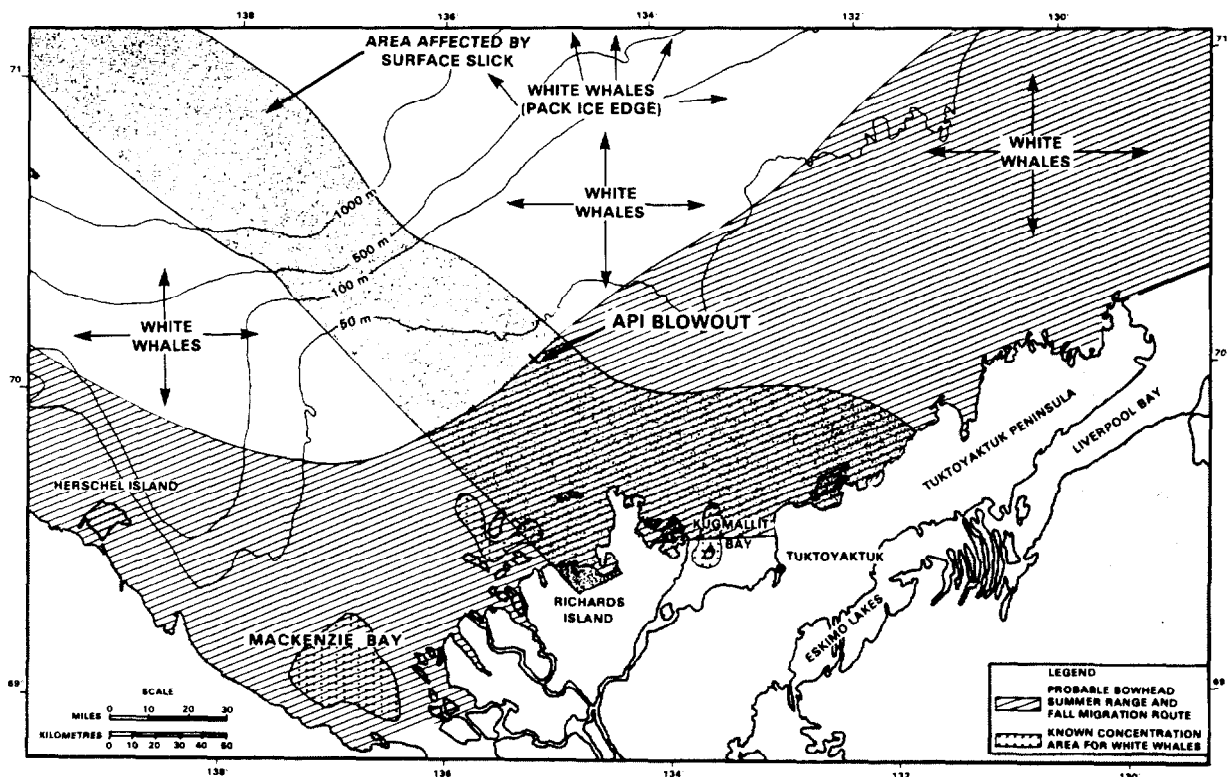 138
136
134
132
130
AREA AFFECTED BY
SURFACE SLICK
WHITE WHALES
(PACK ICE EDGE)
71
71
WHITE
WHALES
WHITE
WHALES
1000 m
500 m
100 m
50 m
WHITE
WHALES
API BLOWOUT
70
70
HERSCHEL ISLAND
TUKTOYAKTUK PENINSULA
LIVERPOOL BAY
KUGMALLIT
BAY
TUKTOYAKTUK
RICHARDS
ISLAND
ESKIMO LAKES
MACKENZIE BAY
69
69
SCALE
MILES 0 10 20 30
KILOMETRES 0 10 20 30 40 50
LEGEND
PROBABLE BOWHEAD
SUMMER RANGE AND
FALL MIGRATION ROUTE
KNOWN CONCENTRATION
AREA FOR WHITE WHALES
138
136
134
132
130